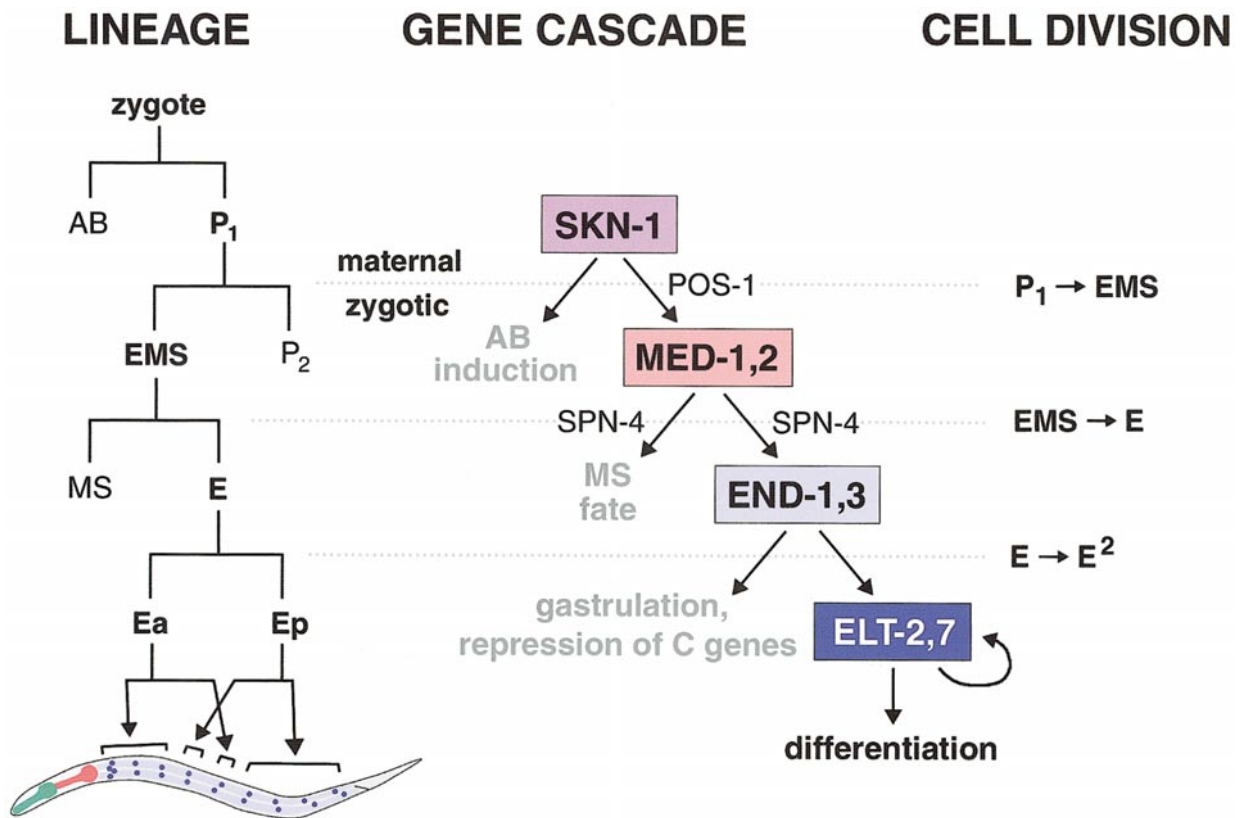 LINEAGE
GENE CASCADE
CELL DIVISION
zygote
AB
P₁
SKN-1
maternal
zygotic
POS-1
P₁ → EMS
EMS
P₂
AB
induction
MED-1,2
SPN-4
SPN-4
EMS → E
MS
E
MS
fate
END-1,3
E → E²
Ea
Ep
gastrulation,
repression of C genes
ELT-2,7
differentiation